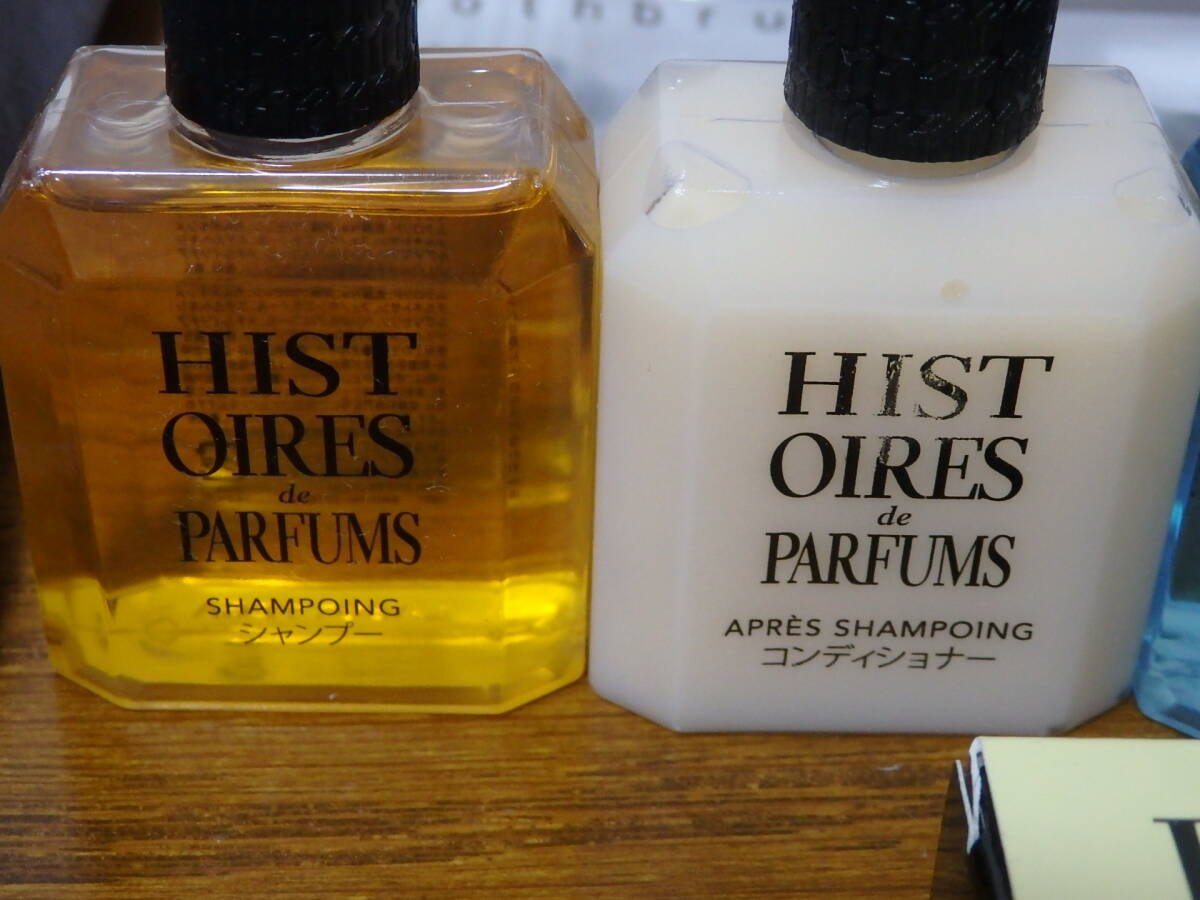 othbru
HIST
OIRES
de
PARFUMS
SHAMPOING
シャンプー
HIST
OIRES
de
PARFUMS
APRÈS SHAMPOING
コンディショナー